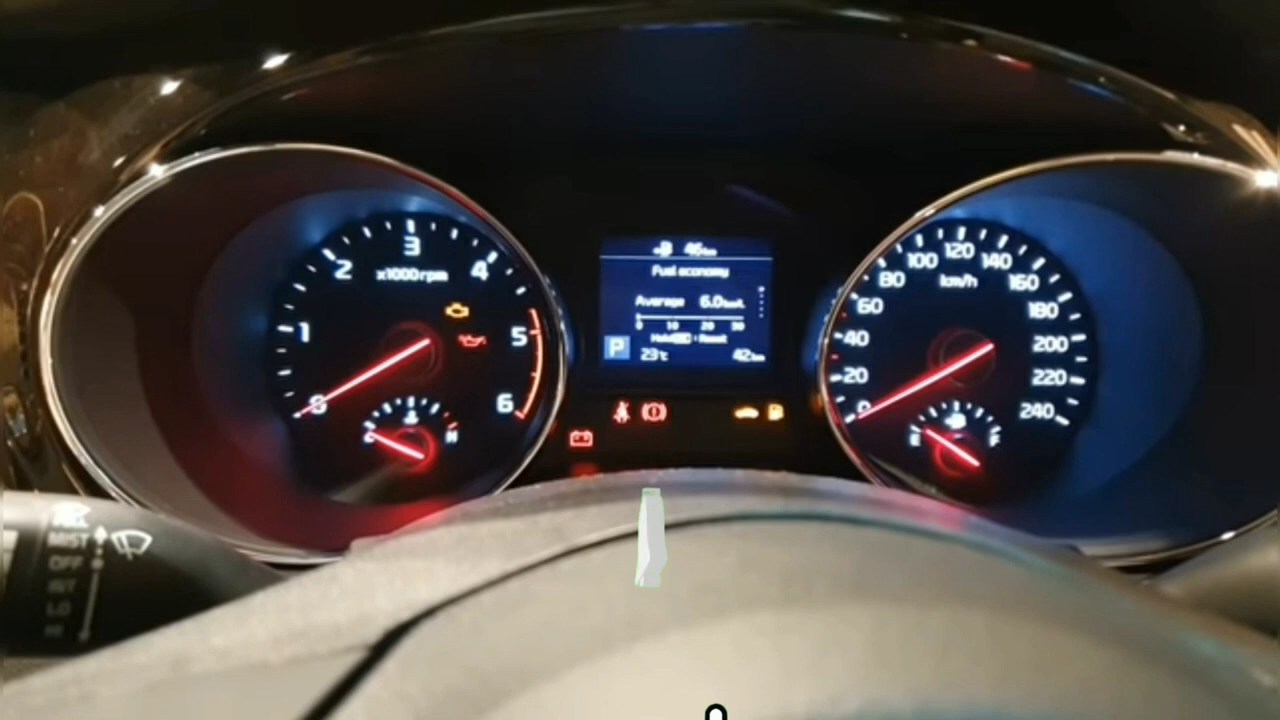 46km
Fuel economy
Average 6.0
0 10 20 30
Hold OK : Reset
P
23°C 42km
0
1
2
3
4
5
6
x1000rpm
C H
0
20
40
60
80
100
120
140
160
180
200
220
240
km/h
E F
MIST
OFF
INT
LO